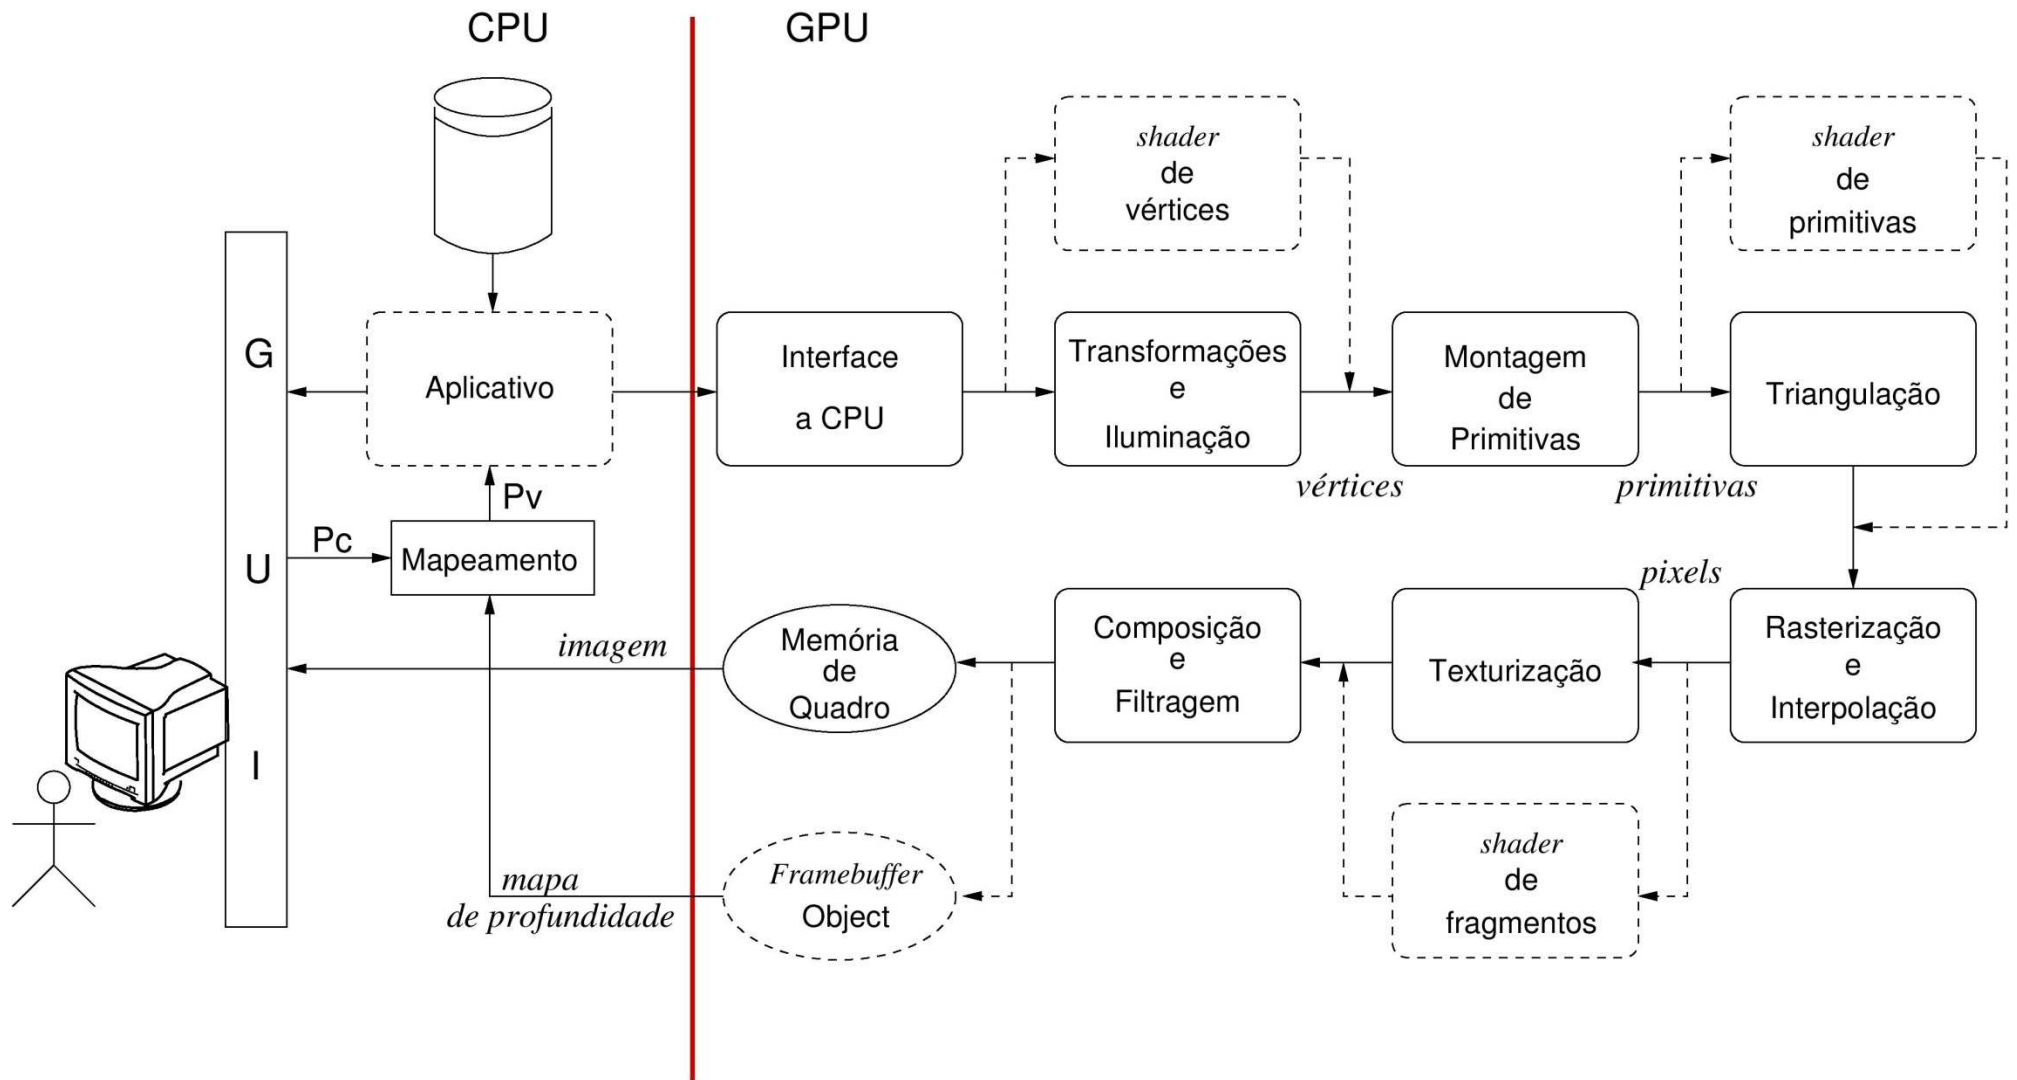 CPU
GPU
shader
de
vértices
shader
de
primitivas
G
U
I
Aplicativo
Interface
a CPU
Transformações
e
Iluminação
Montagem
de
Primitivas
Triangulação
vértices
primitivas
Pv
Pc
Mapeamento
pixels
imagem
Memória
de
Quadro
Composição
e
Filtragem
Texturização
Rasterização
e
Interpolação
mapa
de profundidade
Framebuffer
Object
shader
de
fragmentos